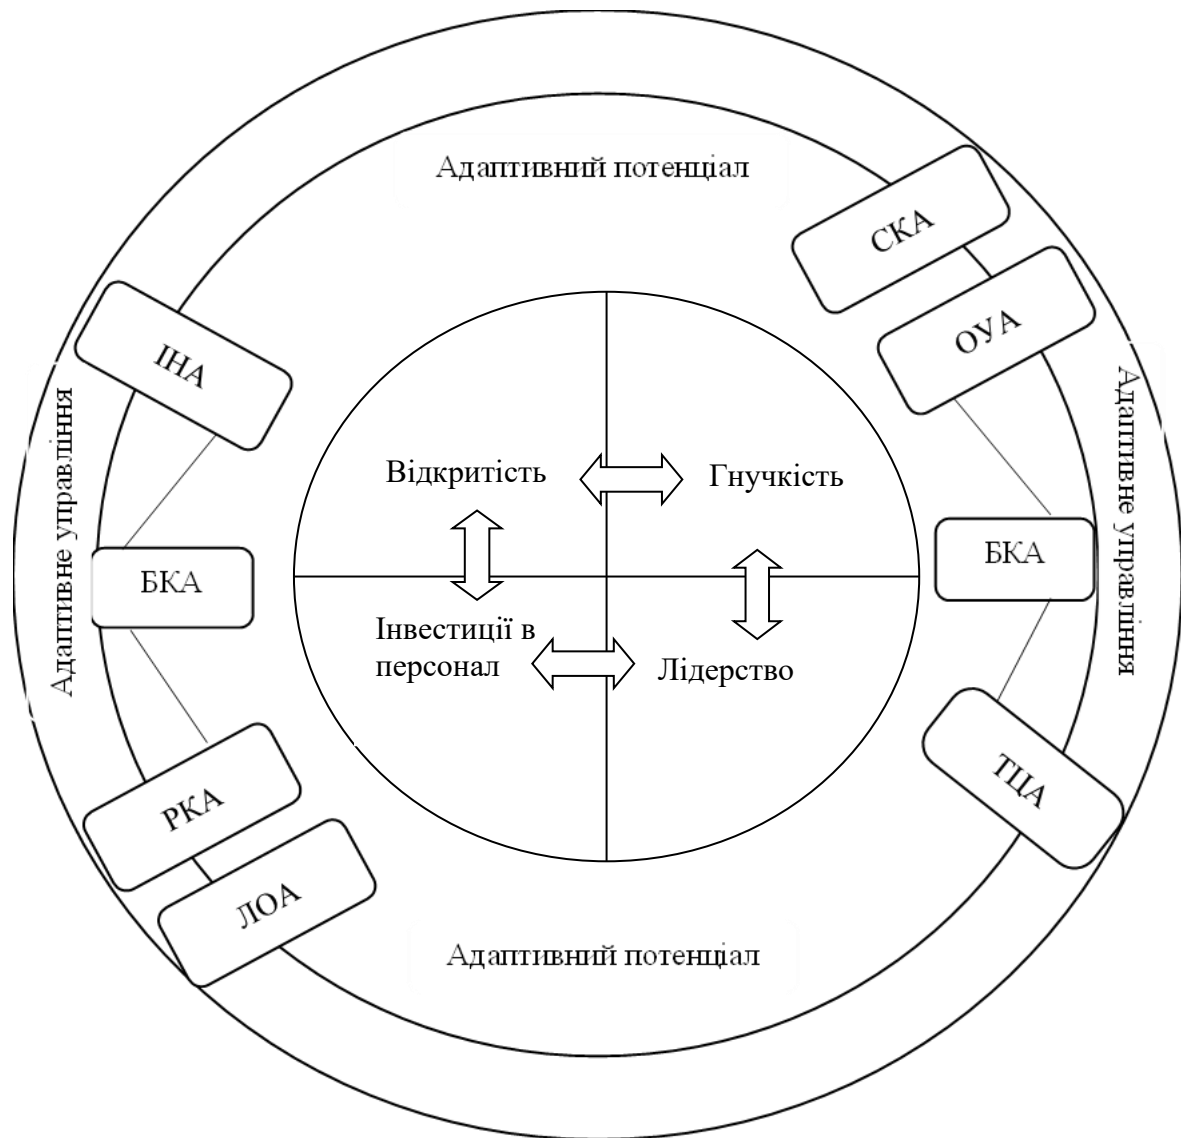 Адаптивний потенціал
СКА
ОУА
ІНА
Адаптивне управління
Адаптивне управління
Відкритість
Гнучкість
БКА
БКА
Інвестиції в
персонал
Лідерство
РКА
ТЦА
ЛОА
Адаптивний потенціал